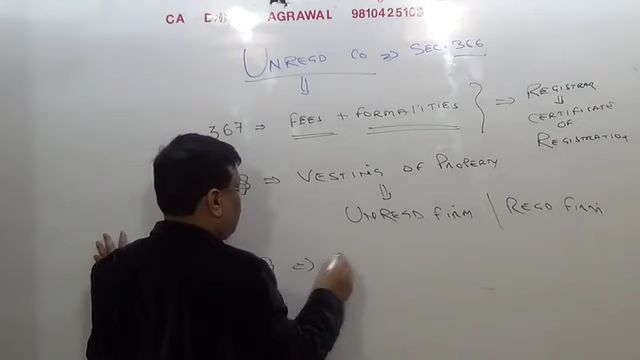 CA AGRAWAL 9810425103
UNREGD CO => SEC. 366
⇓
367 => FEES + FORMALITIES } => REGISTRAR
⇓
CERTIFICATE
OF
REGISTRATION
=> VESTING OF PROPERTY
⇓
UNREGD FIRM | REGD FIRM
=>